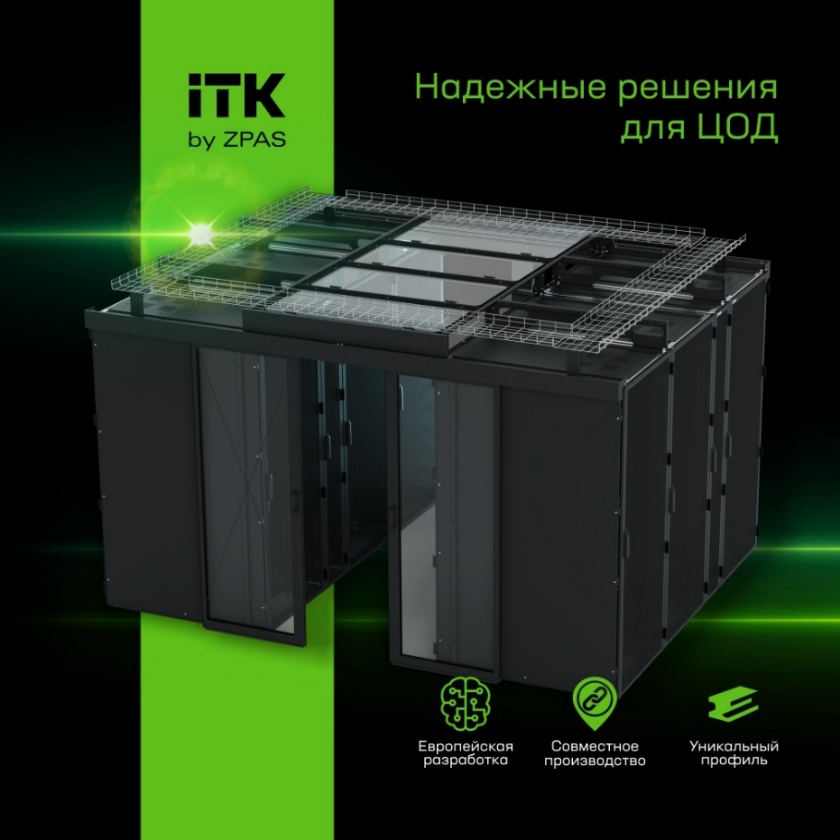 iTK
by ZPAS
Надежные решения
для ЦОД
Европейская
разработка
Совместное
производство
Уникальный
профиль